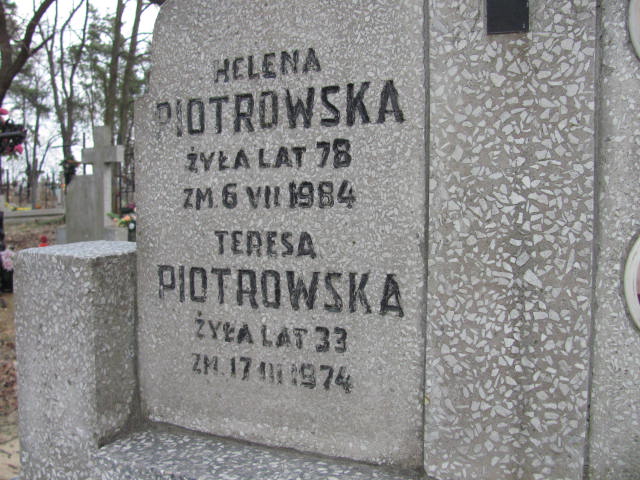 HELENA
PIOTROWSKA
ŻYŁA LAT 78
ZM. 6 VII 1984
TERESA
PIOTROWSKA
ŻYŁA LAT 33
ZM. 17 III 1974